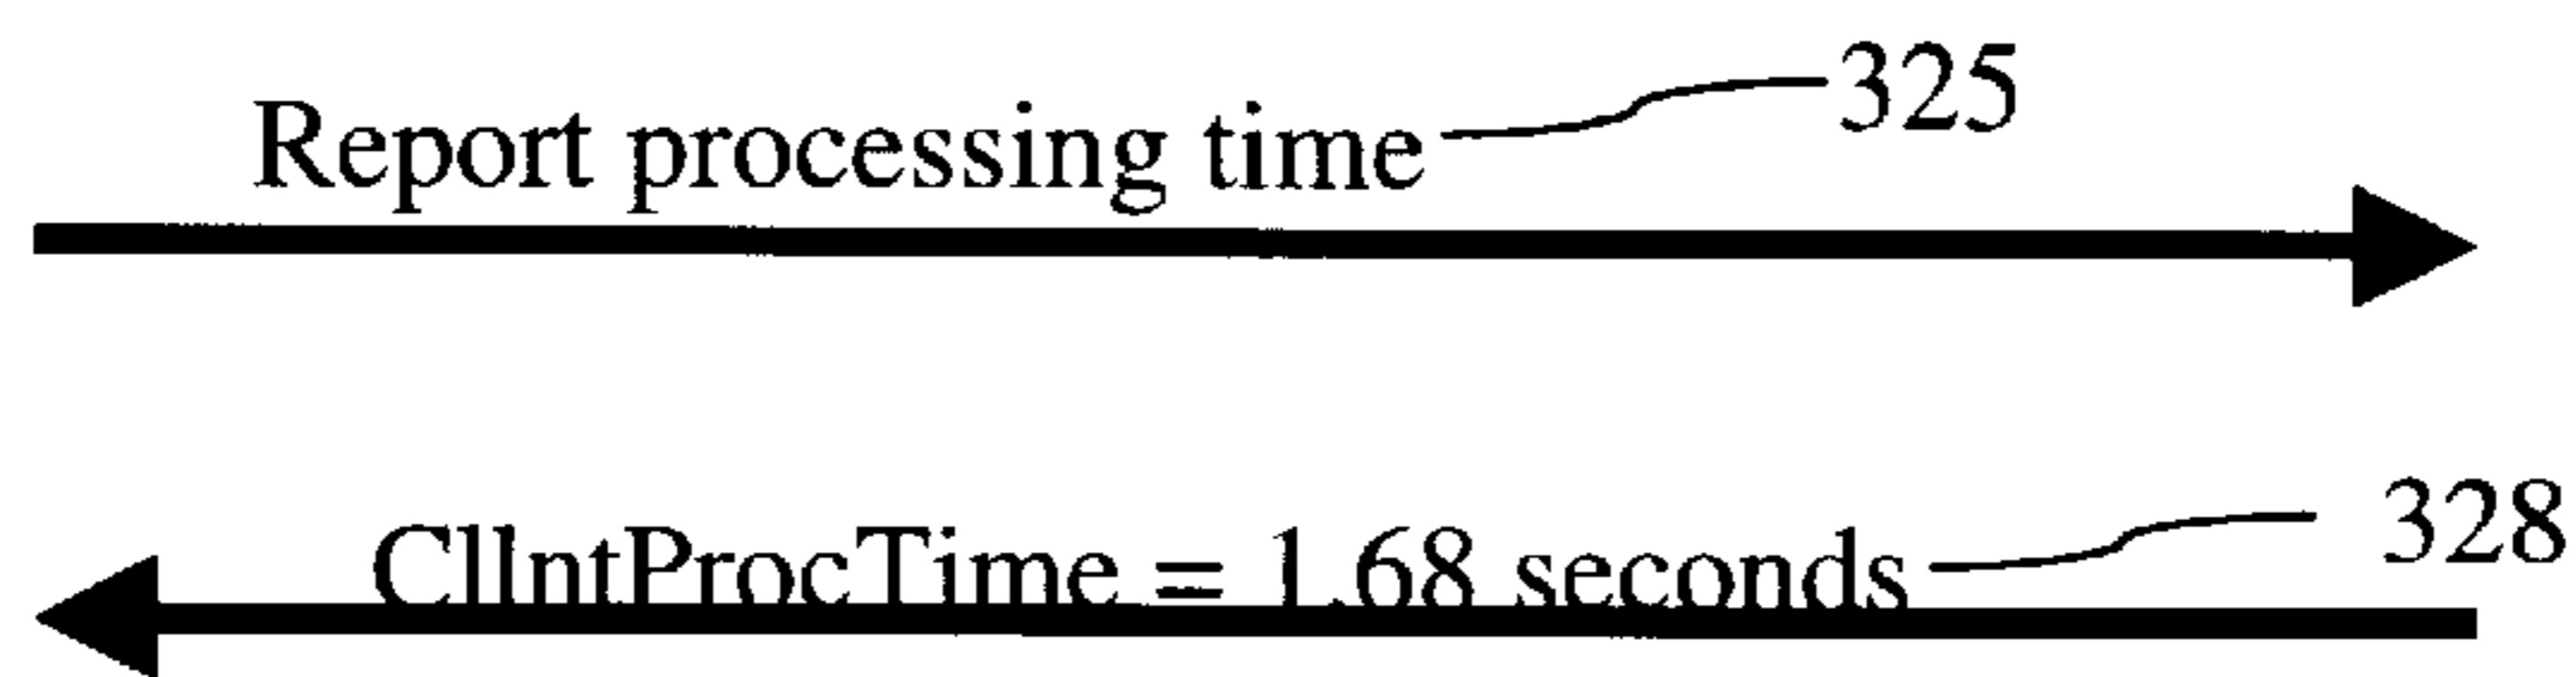 Report processing time 325
ClIntProcTime = 1.68 seconds 328